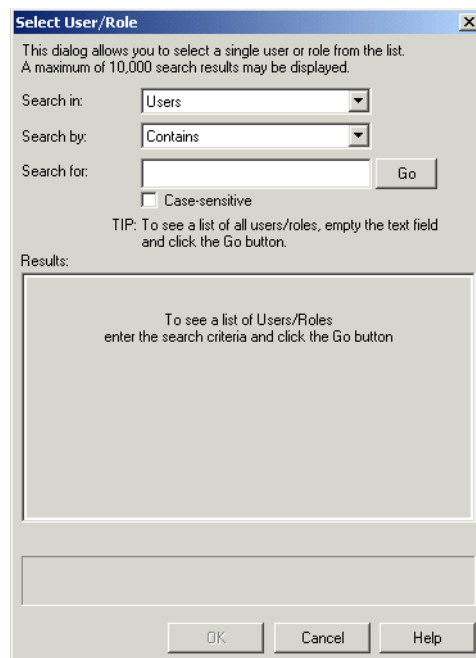 Select User/Role
This dialog allows you to select a single user or role from the list.
A maximum of 10,000 search results may be displayed.
Search in:
Users
Search by:
Contains
Search for:
Go
Case-sensitive
TIP: To see a list of all users/roles, empty the text field
and click the Go button.
Results:
To see a list of Users/Roles
enter the search criteria and click the Go button
OK
Cancel
Help